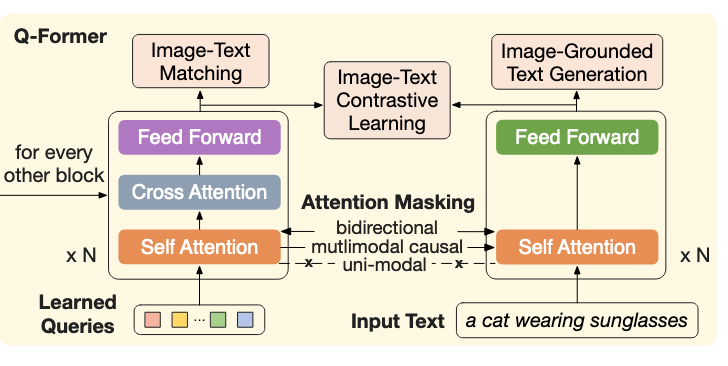 Q-Former
Image-Text
Matching
Image-Text
Contrastive
Learning
Image-Grounded
Text Generation
Feed Forward
Feed Forward
for every
other block
Cross Attention
Attention Masking
bidirectional
mutlimodal causal
uni-modal
Self Attention
Self Attention
x N
x N
x
x
Learned
Queries
...
Input Text
a cat wearing sunglasses